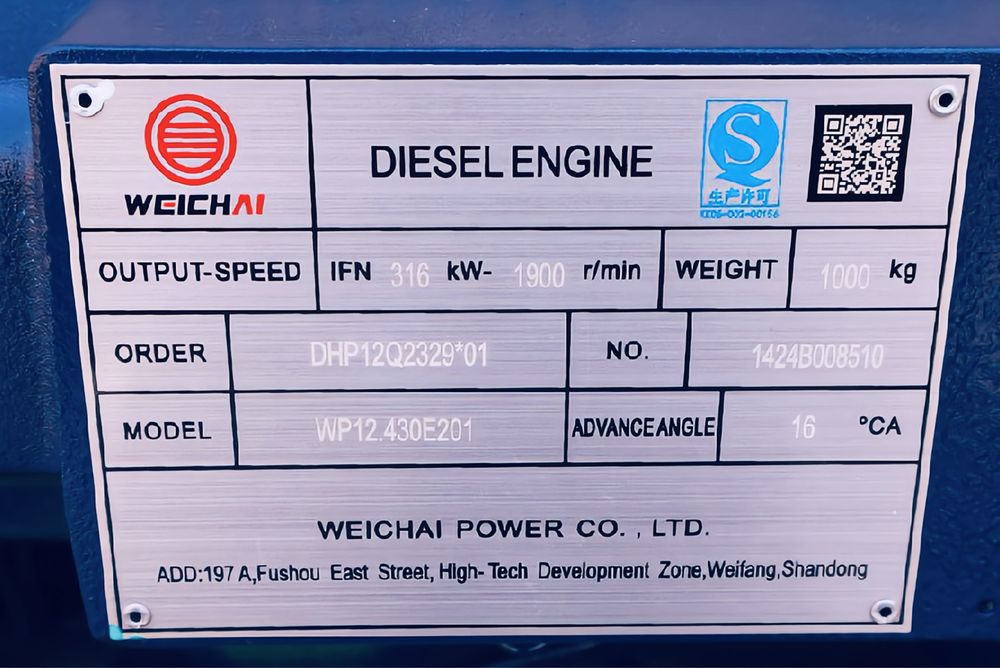 WEICHAI
DIESEL ENGINE
生产许可
OUTPUT-SPEED IFN 316 kW- 1900 r/min WEIGHT 1000 kg
ORDER DHP12Q2329*01 NO. 1424B008510
MODEL WP12.430E201 ADVANCE ANGLE 16 °CA
WEICHAI POWER CO., LTD.
ADD:197 A,Fushou East Street, High-Tech Development Zone,Weifang,Shandong